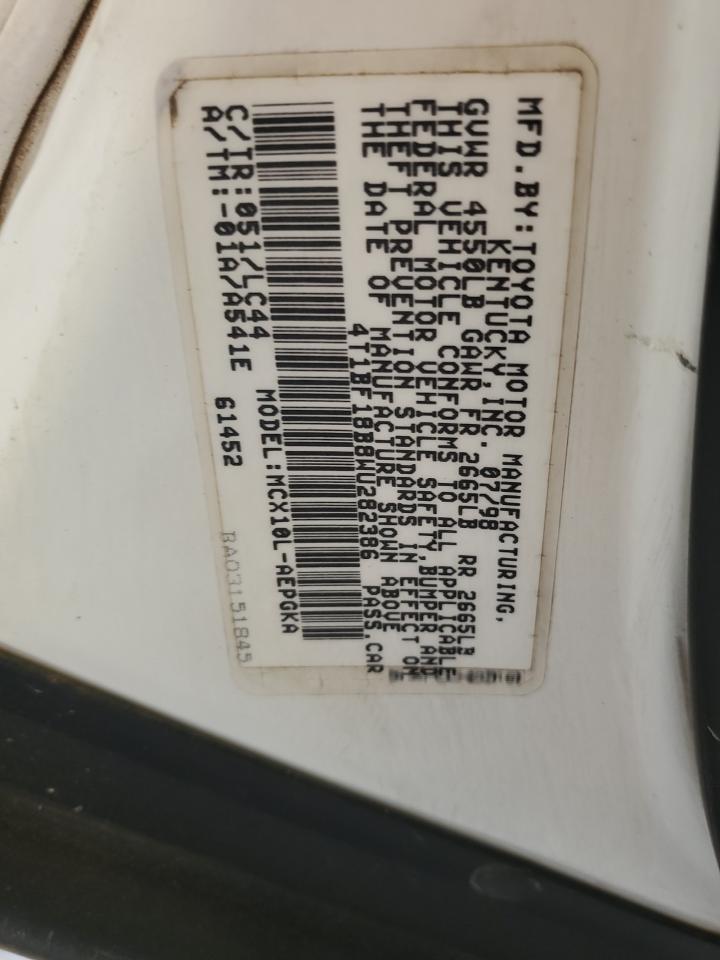 MFD.BY:TOYOTA MOTOR MANUFACTURING,
KENTUCKY,INC. 07/98
GVWR 4550LB GAWR FR 2665LB RR 2665LB
THIS VEHICLE CONFORMS TO ALL APPLICABLE
FEDERAL MOTOR VEHICLE SAFETY,BUMPER AND
THEFT PREVENTION STANDARDS IN EFFECT ON
THE DATE OF MANUFACTURE SHOWN ABOVE
4T1BF18B8WU282386 PASS.CAR
MODEL:MCX10L-AEPGKA
C/TR:051/LC44
A/TM:-01A/A541E 61452
BA03151845